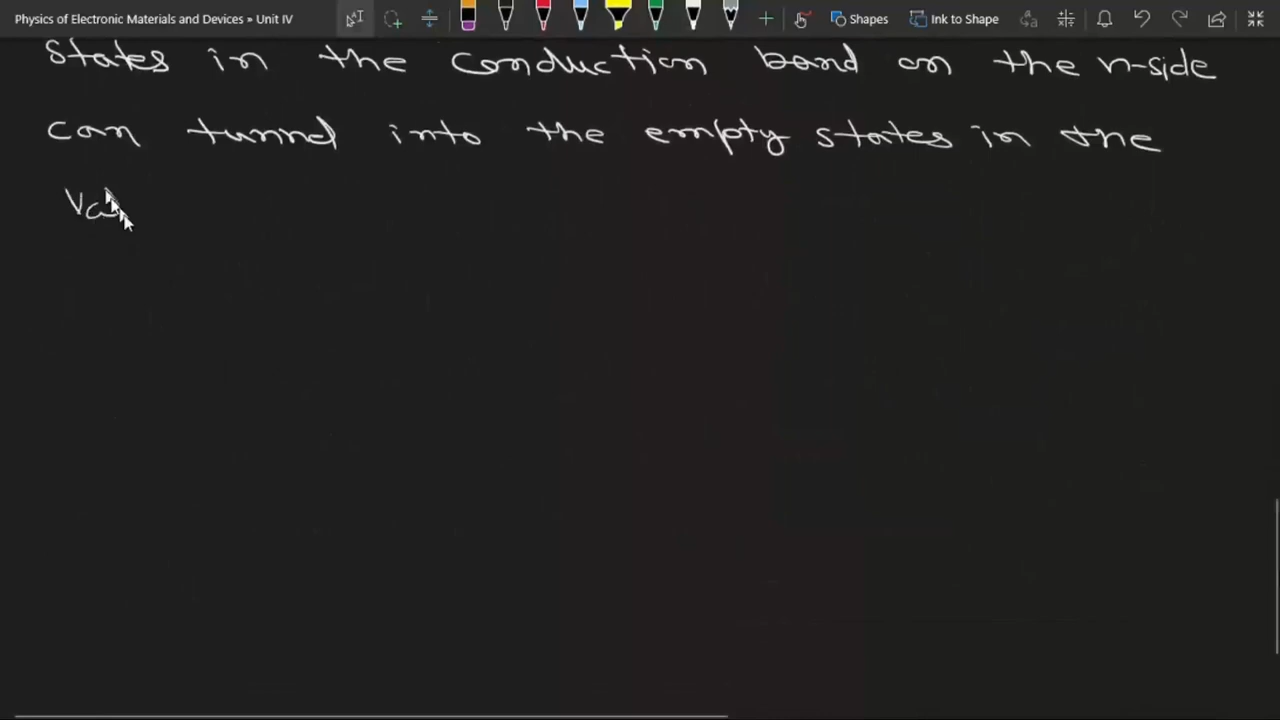 Physics of Electronic Materials and Devices » Unit IV
Shapes
Ink to Shape
States in the conduction band on the n-side
can tunnel into the empty states in the
Va